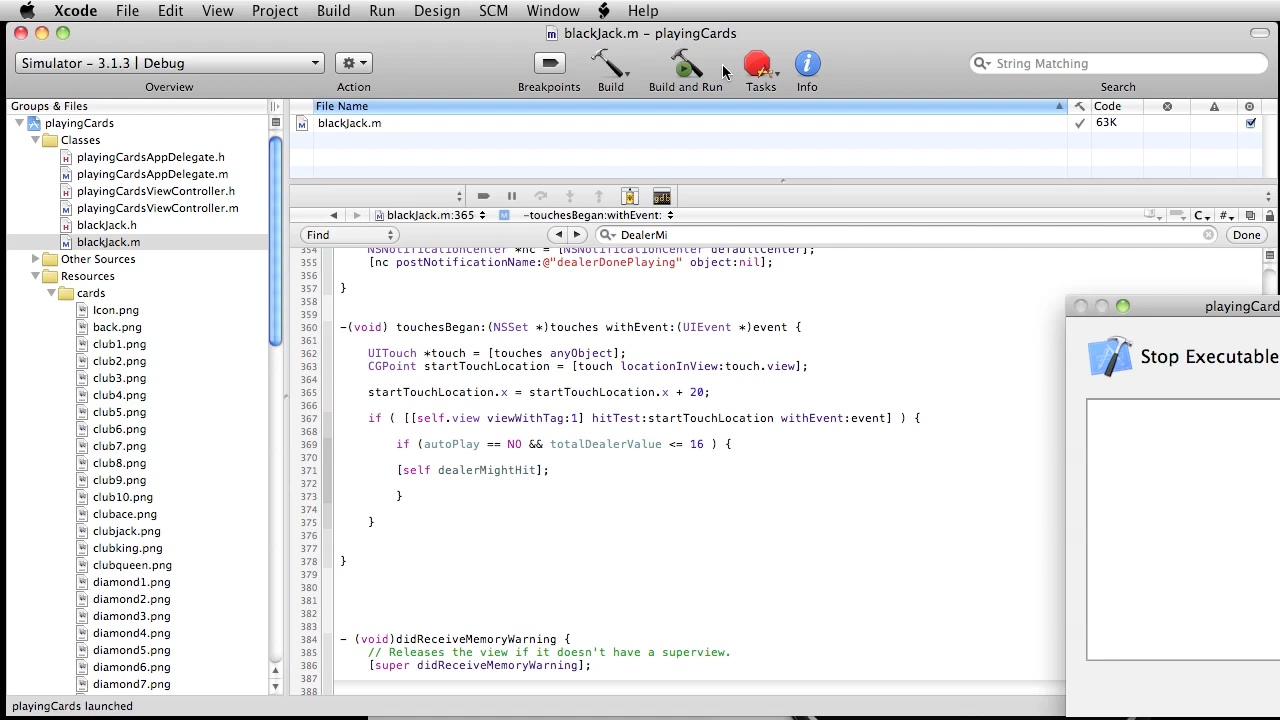 Xcode File Edit View Project Build Run Design SCM Window Help
blackJack.m - playingCards
Simulator - 3.1.3 | Debug
String Matching
Overview Action Breakpoints Build Build and Run Tasks Info Search
Groups & Files
File Name Code
playingCards
blackJack.m 63K
Classes
playingCardsAppDelegate.h
playingCardsAppDelegate.m
playingCardsViewController.h
playingCardsViewController.m
blackJack.h
blackJack.m
Other Sources
Resources
cards
Icon.png
back.png
club1.png
club2.png
club3.png
club4.png
club5.png
club6.png
club7.png
club8.png
club9.png
club10.png
clubace.png
clubjack.png
clubking.png
clubqueen.png
diamond1.png
diamond2.png
diamond3.png
diamond4.png
diamond5.png
diamond6.png
diamond7.png
gdb
blackJack.m:365 -touchesBegan:withEvent: C #
Find DealerMi Done
354 NSNotificationCenter *nc = [NSNotificationCenter defaultCenter];
355 [nc postNotificationName:@"dealerDonePlaying" object:nil];
356
357 }
358
359
360 -(void) touchesBegan:(NSSet *)touches withEvent:(UIEvent *)event {
361
362 UITouch *touch = [touches anyObject];
363 CGPoint startTouchLocation = [touch locationInView:touch.view];
364
365 startTouchLocation.x = startTouchLocation.x + 20;
366
367 if ( [[self.view viewWithTag:1] hitTest:startTouchLocation withEvent:event] ) {
368
369 if (autoPlay == NO && totalDealerValue <= 16 ) {
370
371 [self dealerMightHit];
372
373 }
374
375 }
376
377
378 }
379
380
381
382
383
384 - (void)didReceiveMemoryWarning {
385 // Releases the view if it doesn't have a superview.
386 [super didReceiveMemoryWarning];
387
388
playingCard
Stop Executable
playingCards launched